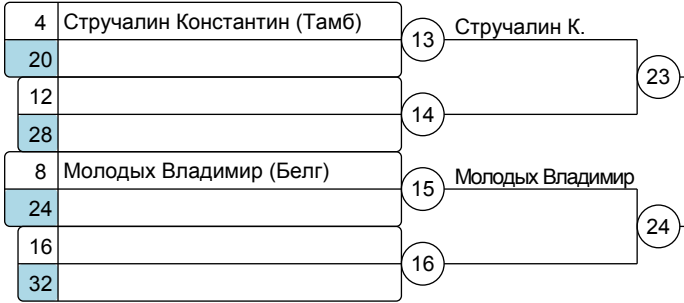 4 Стручалин Константин (Тамб)
13 Стручалин К.
20
23
12
14
28
8 Молодых Владимир (Белг)
15 Молодых Владимир
24
24
16
16
32